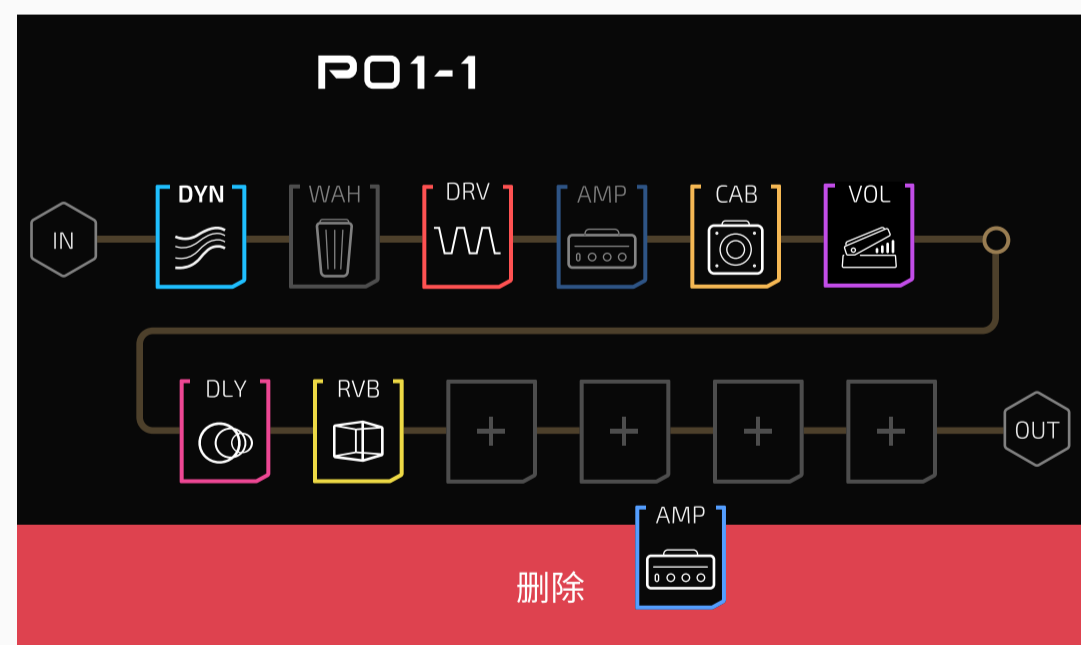 P01-1
IN DYN WAH DRV AMP CAB VOL
DLY RVB + + + + OUT
AMP
删除